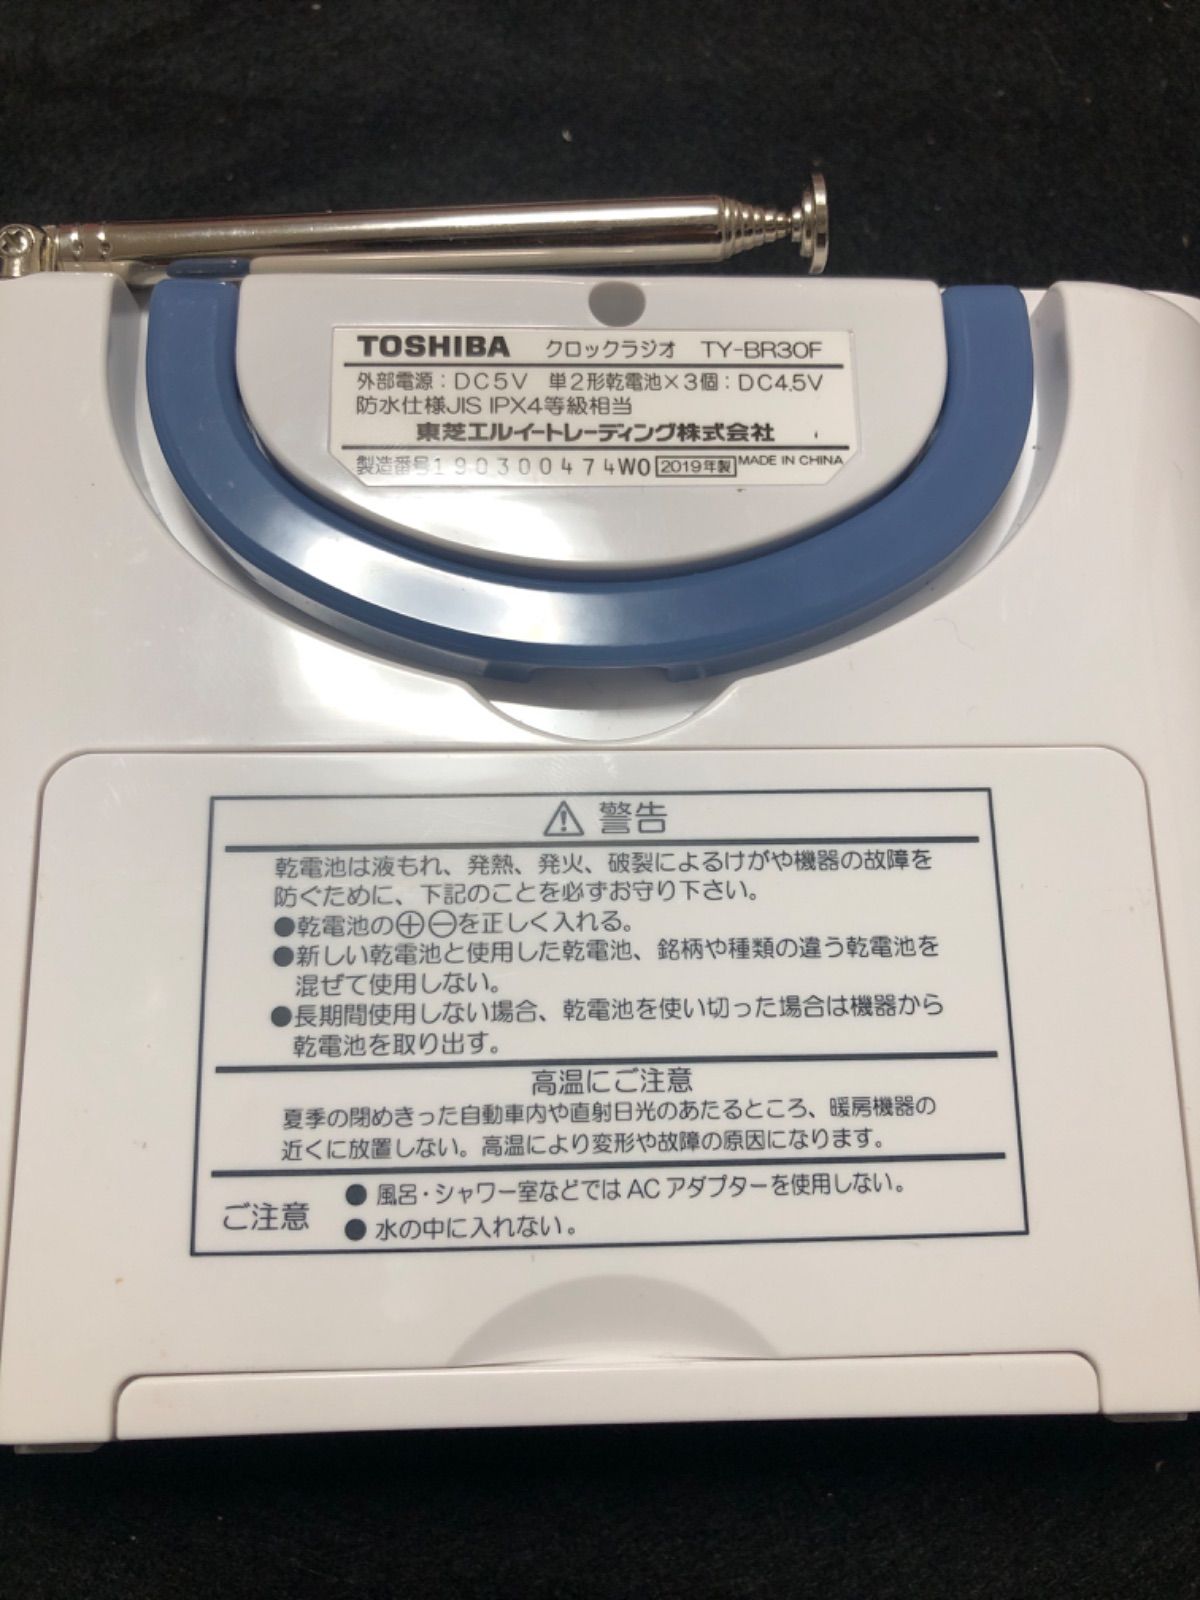 TOSHIBA クロックラジオ TY-BR30F
外部電源：DC5V 単2形乾電池×3個：DC4.5V
防水仕様JIS IPX4等級相当
東芝エルイートレーディング株式会社
製造番号190300474W0 2019年製 MADE IN CHINA
⚠ 警告
乾電池は液もれ、発熱、発火、破裂によるけがや機器の故障を
防ぐために、下記のことを必ずお守り下さい。
●乾電池の⊕⊖を正しく入れる。
●新しい乾電池と使用した乾電池、銘柄や種類の違う乾電池を
混ぜて使用しない。
●長期間使用しない場合、乾電池を使い切った場合は機器から
乾電池を取り出す。
高温にご注意
夏季の閉めきった自動車内や直射日光のあたるところ、暖房機器の
近くに放置しない。高温により変形や故障の原因になります。
ご注意
● 風呂・シャワー室などではACアダプターを使用しない。
● 水の中に入れない。